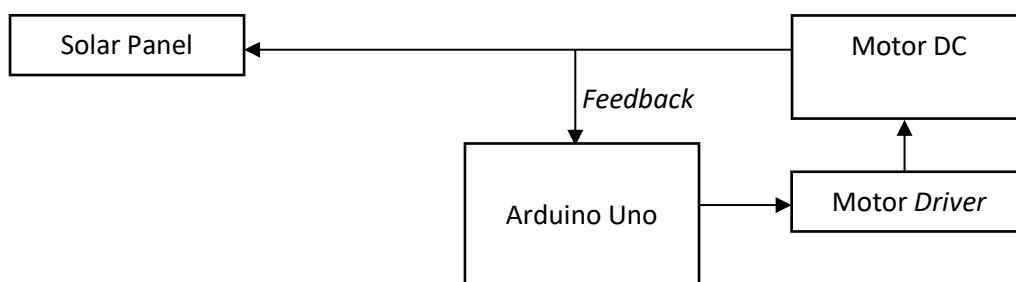 Solar Panel
Motor DC
Feedback
Arduino Uno
Motor Driver